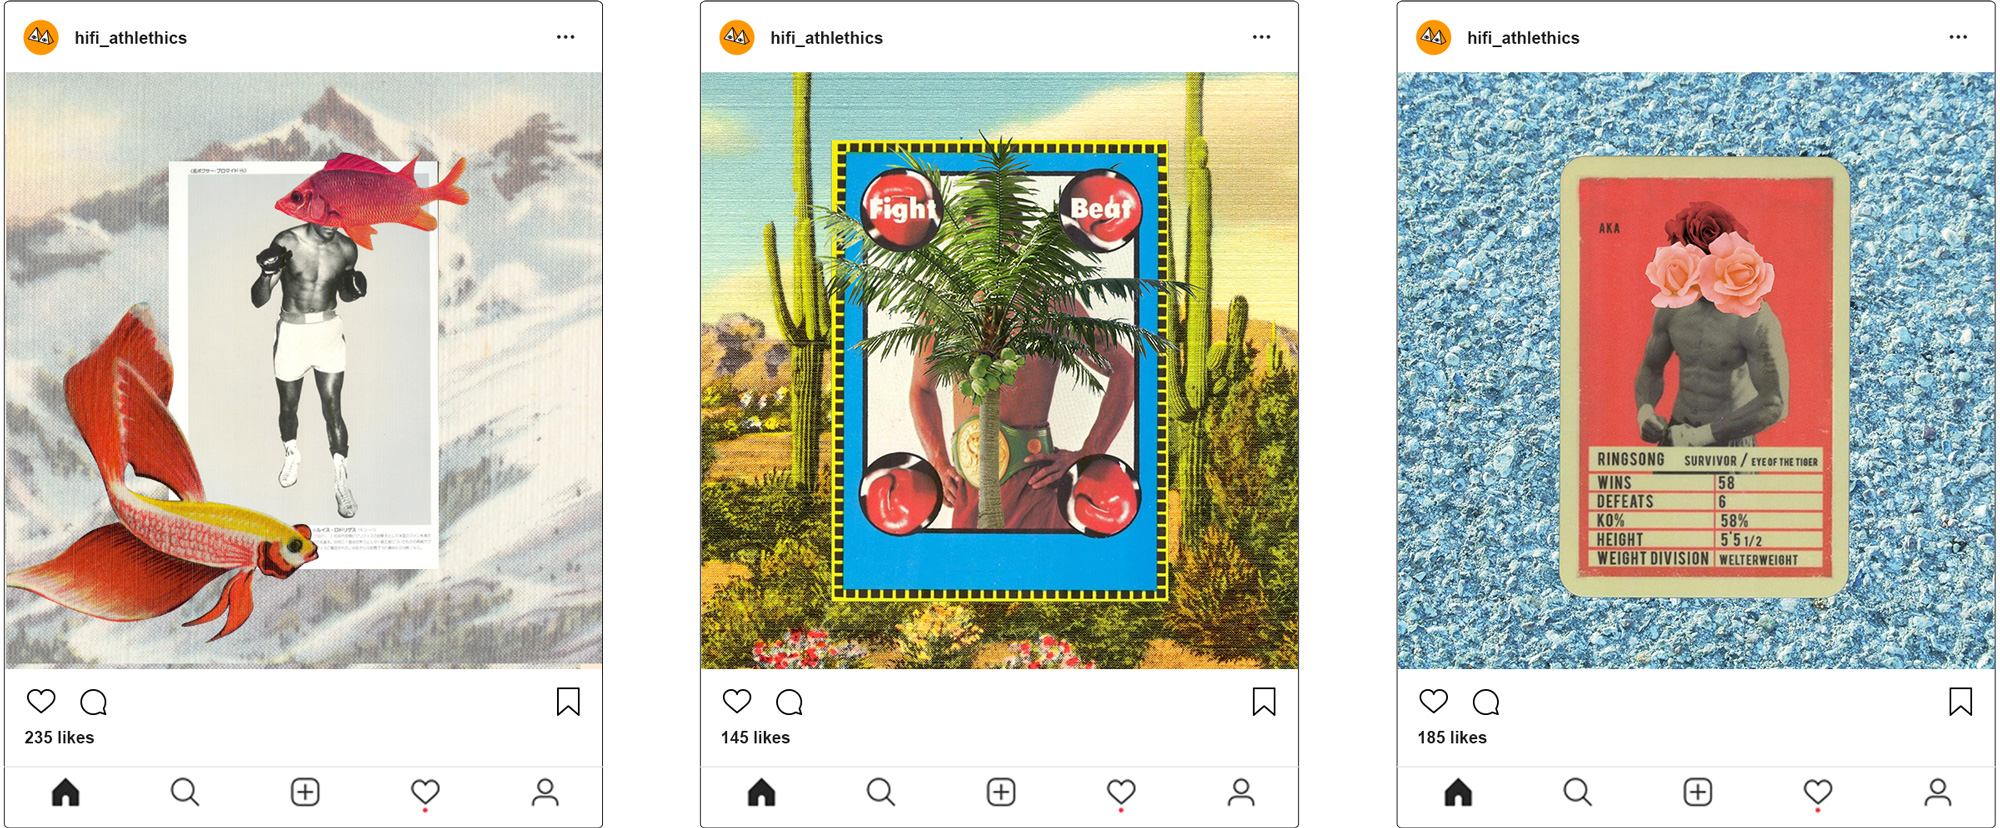 hifi_athlethics
235 likes
hifi_athlethics
Fight
Beat
145 likes
hifi_athlethics
AKA
RINGSONG SURVIVOR / EYE OF THE TIGER
WINS 58
DEFEATS 6
KO% 58%
HEIGHT 5'5 1/2
WEIGHT DIVISION WELTERWEIGHT
185 likes